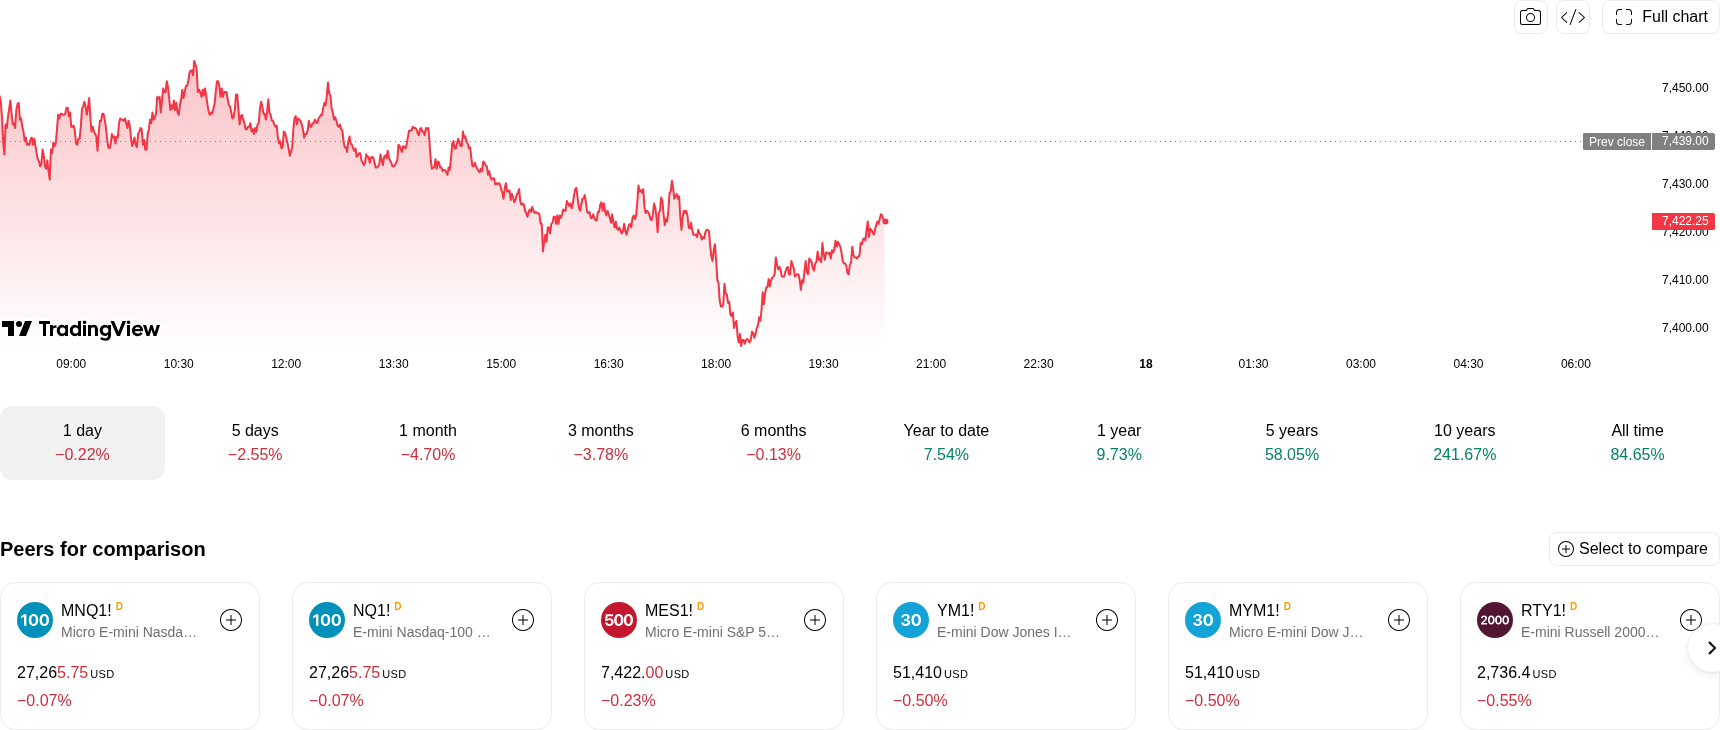 Full chart
7,450.00
Prev close 7,439.00
7,430.00
7,422.25
7,420.00
7,410.00
7,400.00
TradingView
09:00 10:30 12:00 13:30 15:00 16:30 18:00 19:30 21:00 22:30 18 01:30 03:00 04:30 06:00
1 day 5 days 1 month 3 months 6 months Year to date 1 year 5 years 10 years All time
−0.22% −2.55% −4.70% −3.78% −0.13% 7.54% 9.73% 58.05% 241.67% 84.65%
Peers for comparison
Select to compare
100 MNQ1! D
Micro E-mini Nasda…
27,265.75 USD
−0.07%
100 NQ1! D
E-mini Nasdaq-100 …
27,265.75 USD
−0.07%
500 MES1! D
Micro E-mini S&P 5…
7,422.00 USD
−0.23%
30 YM1! D
E-mini Dow Jones I…
51,410 USD
−0.50%
30 MYM1! D
Micro E-mini Dow J…
51,410 USD
−0.50%
2000 RTY1! D
E-mini Russell 2000…
2,736.4 USD
−0.55%